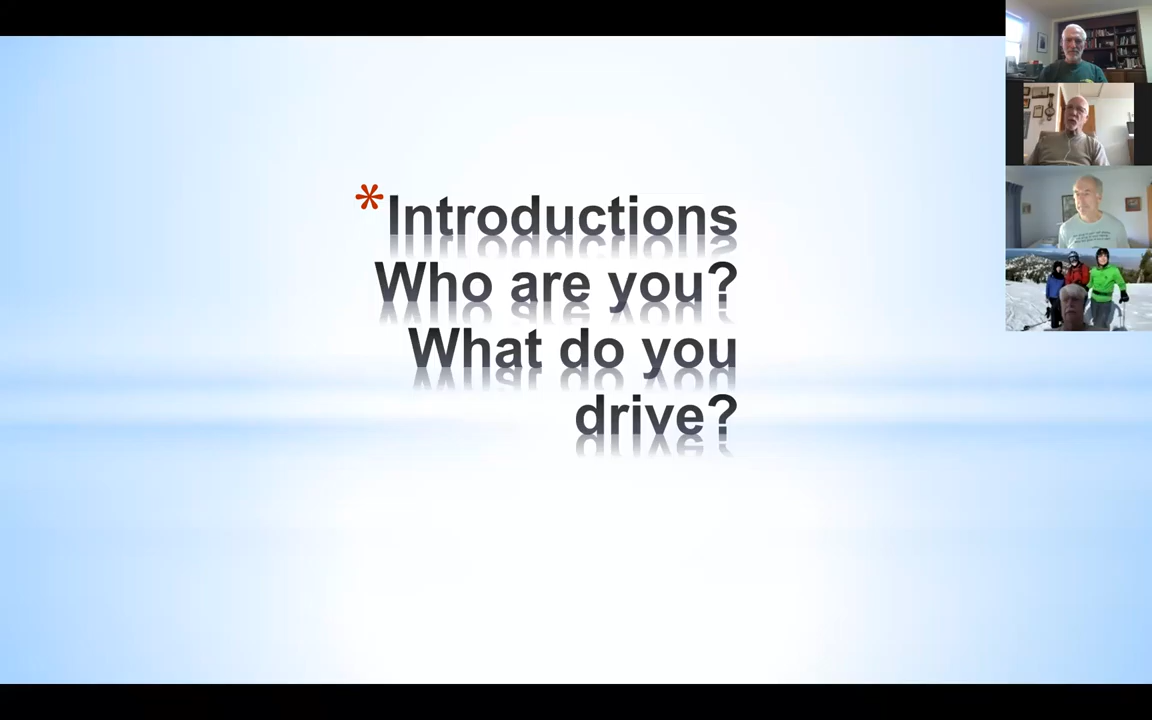 *Introductions
Who are you?
What do you
drive?